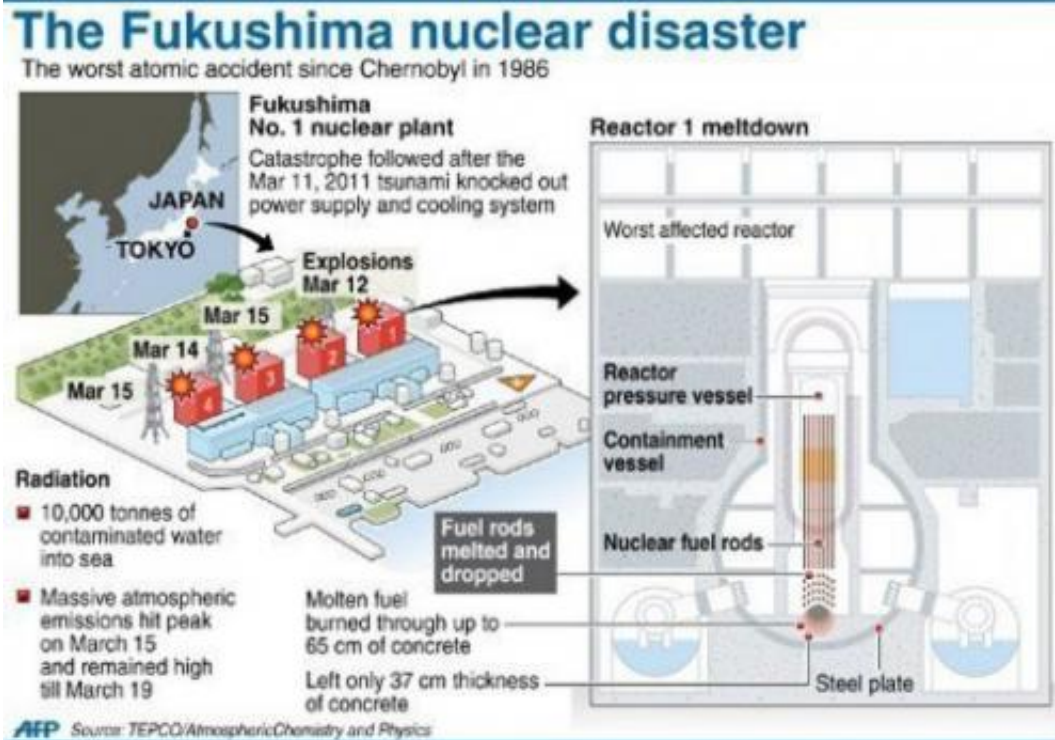 The Fukushima nuclear disaster
The worst atomic accident since Chernobyl in 1986
JAPAN
TOKYO
Fukushima
No. 1 nuclear plant
Catastrophe followed after the
Mar 11, 2011 tsunami knocked out
power supply and cooling system
Explosions
Mar 12
Mar 15
Mar 14
Mar 15
1
2
3
4
Radiation
10,000 tonnes of
contaminated water
into sea
Massive atmospheric
emissions hit peak
on March 15
and remained high
till March 19
Reactor 1 meltdown
Worst affected reactor
Reactor
pressure vessel
Containment
vessel
Nuclear fuel rods
Fuel rods
melted and
dropped
Molten fuel
burned through up to
65 cm of concrete
Left only 37 cm thickness
of concrete
Steel plate
AFP Source: TEPCO/AtmosphericChemistry and Physics